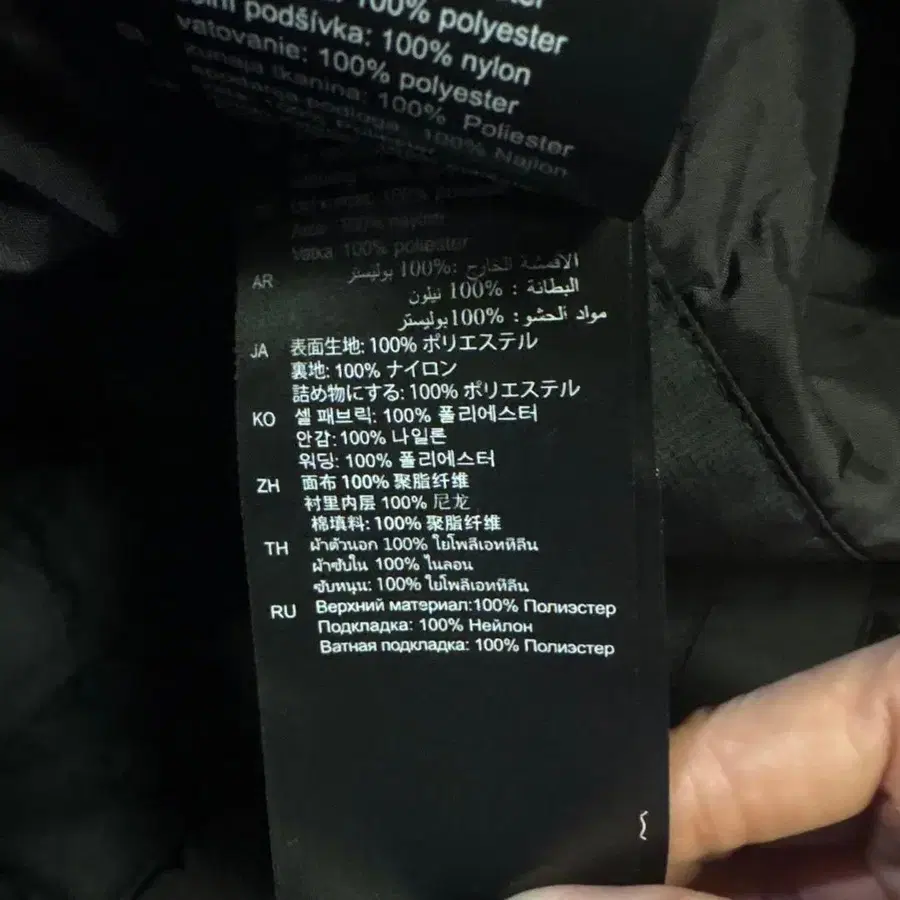 100% polyester
podšívka: 100% nylon
vatovanie: 100% polyester
tkanina: 100% Poliester
podloga: 100% Najlon
Vatka 100% poliester
AR الأقمشة الخارج :%100 بوليستر
البطانة : %100 نيلون
مواد الحشو: %100بوليستر
JA 表面生地: 100% ポリエステル
裏地: 100% ナイロン
詰め物にする: 100% ポリエステル
KO 셀 패브릭: 100% 폴리에스터
안감: 100% 나일론
워딩: 100% 폴리에스터
ZH 面布 100% 聚脂纤维
衬里内层 100% 尼龙
棉填料: 100% 聚脂纤维
TH ผ้าตัวนอก 100% ใยโพลีเอททีลีน
ผ้าซับใน 100% ไนลอน
ซับหนุน: 100% ใยโพลีเอททีลีน
RU Верхний материал:100% Полиэстер
Подкладка: 100% Нейлон
Ватная подкладка: 100% Полиэстер